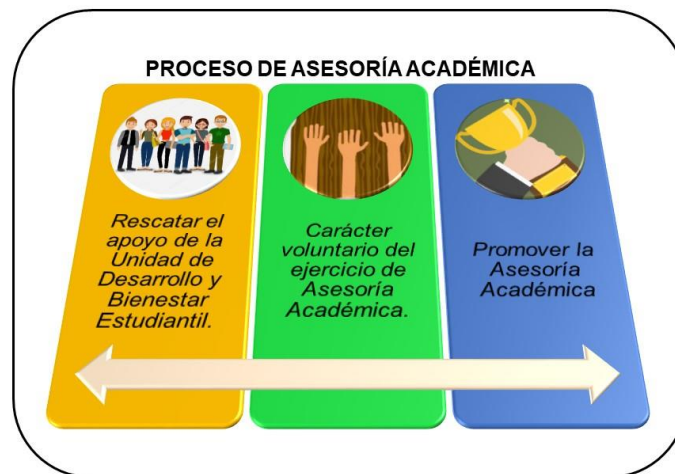 PROCESO DE ASESORÍA ACADÉMICA
Rescatar el
apoyo de la
Unidad de
Desarrollo y
Bienestar
Estudiantil.
Carácter
voluntario del
ejercicio de
Asesoría
Académica.
Promover la
Asesoría
Académica